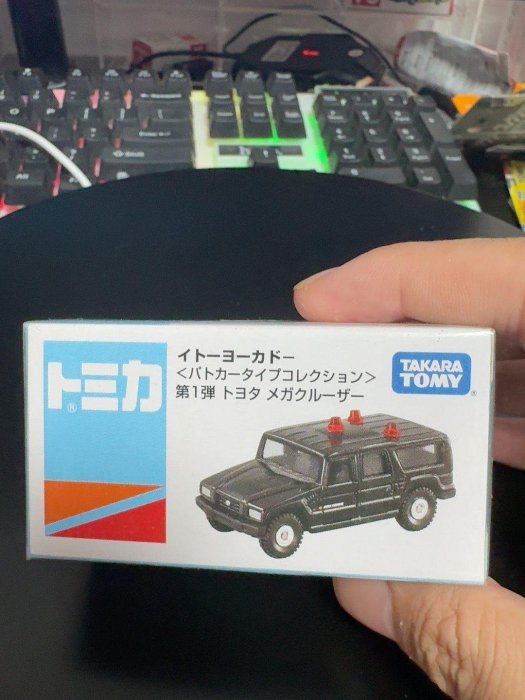 トミカ
®
イトーヨーカドー
<パトカータイプコレクション>
第1弾 トヨタ メガクルーザー
TAKARA
TOMY
®